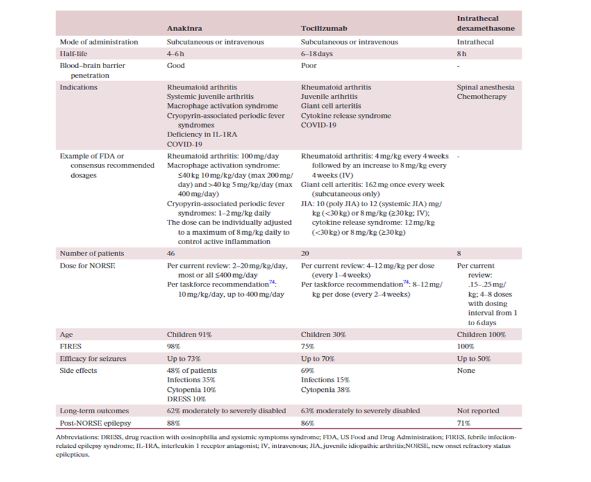 Anakinra Tocilizumab Intrathecal dexamethasone
Mode of administration Subcutaneous or intravenous Subcutaneous or intravenous Intrathecal
Half-life 4–6 h 6–18 days 8 h
Blood–brain barrier Good Poor -
penetration
Indications Rheumatoid arthritis Rheumatoid arthritis Spinal anesthesia
Systemic juvenile arthritis Juvenile arthritis Chemotherapy
Macrophage activation syndrome Giant cell arteritis
Cryopyrin-associated periodic fever Cytokine release syndrome
syndromes COVID-19
Deficiency in IL-1RA
COVID-19
Example of FDA or Rheumatoid arthritis: 100 mg/day Rheumatoid arthritis: 4 mg/kg every 4 weeks -
consensus recommended Macrophage activation syndrome: followed by an increase to 8 mg/kg every
dosages ≤40 kg 10 mg/kg/day (max 200 mg/ 4 weeks (IV)
day) and >40 kg 5 mg/kg/day (max Giant cell arteritis: 162 mg once every week
400 mg/day) (subcutaneous only)
Cryopyrin-associated periodic fever JIA: 10 (poly JIA) to 12 (systemic JIA) mg/
syndromes: 1–2 mg/kg daily kg (<30 kg) or 8 mg/kg (≥30 kg; IV);
The dose can be individually adjusted cytokine release syndrome: 12 mg/kg
to a maximum of 8 mg/kg daily to (<30 kg) or 8 mg/kg (≥30 kg)
control active inflammation
Number of patients 46 20 8
Dose for NORSE Per current review: 2–20 mg/kg/day, Per current review: 4–12 mg/kg per dose Per current
most or all ≤400 mg/day (every 1–4 weeks) review:
Per taskforce recommendation74: Per taskforce recommendation74: 8–12 mg/ .15–.25 mg/
10 mg/kg/day, up to 400 mg/day kg per dose (every 2–4 weeks) kg; 4–8 doses
with dosing
interval from 1
to 6 days
Age Children 91% Children 30% Children 100%
FIRES 98% 75% 100%
Efficacy for seizures Up to 73% Up to 70% Up to 50%
Side effects 48% of patients 69% None
Infections 35% Infections 15%
Cytopenia 10% Cytopenia 38%
DRESS 10%
Long-term outcomes 62% moderately to severely disabled 63% moderately to severely disabled Not reported
Post-NORSE epilepsy 88% 86% 71%
Abbreviations: DRESS, drug reaction with eosinophilia and systemic symptoms syndrome; FDA, US Food and Drug Administration; FIRES, febrile infection-
related epilepsy syndrome; IL-1RA, interleukin 1 receptor antagonist; IV, intravenous; JIA, juvenile idiopathic arthritis;NORSE, new onset refractory status
epilepticus.